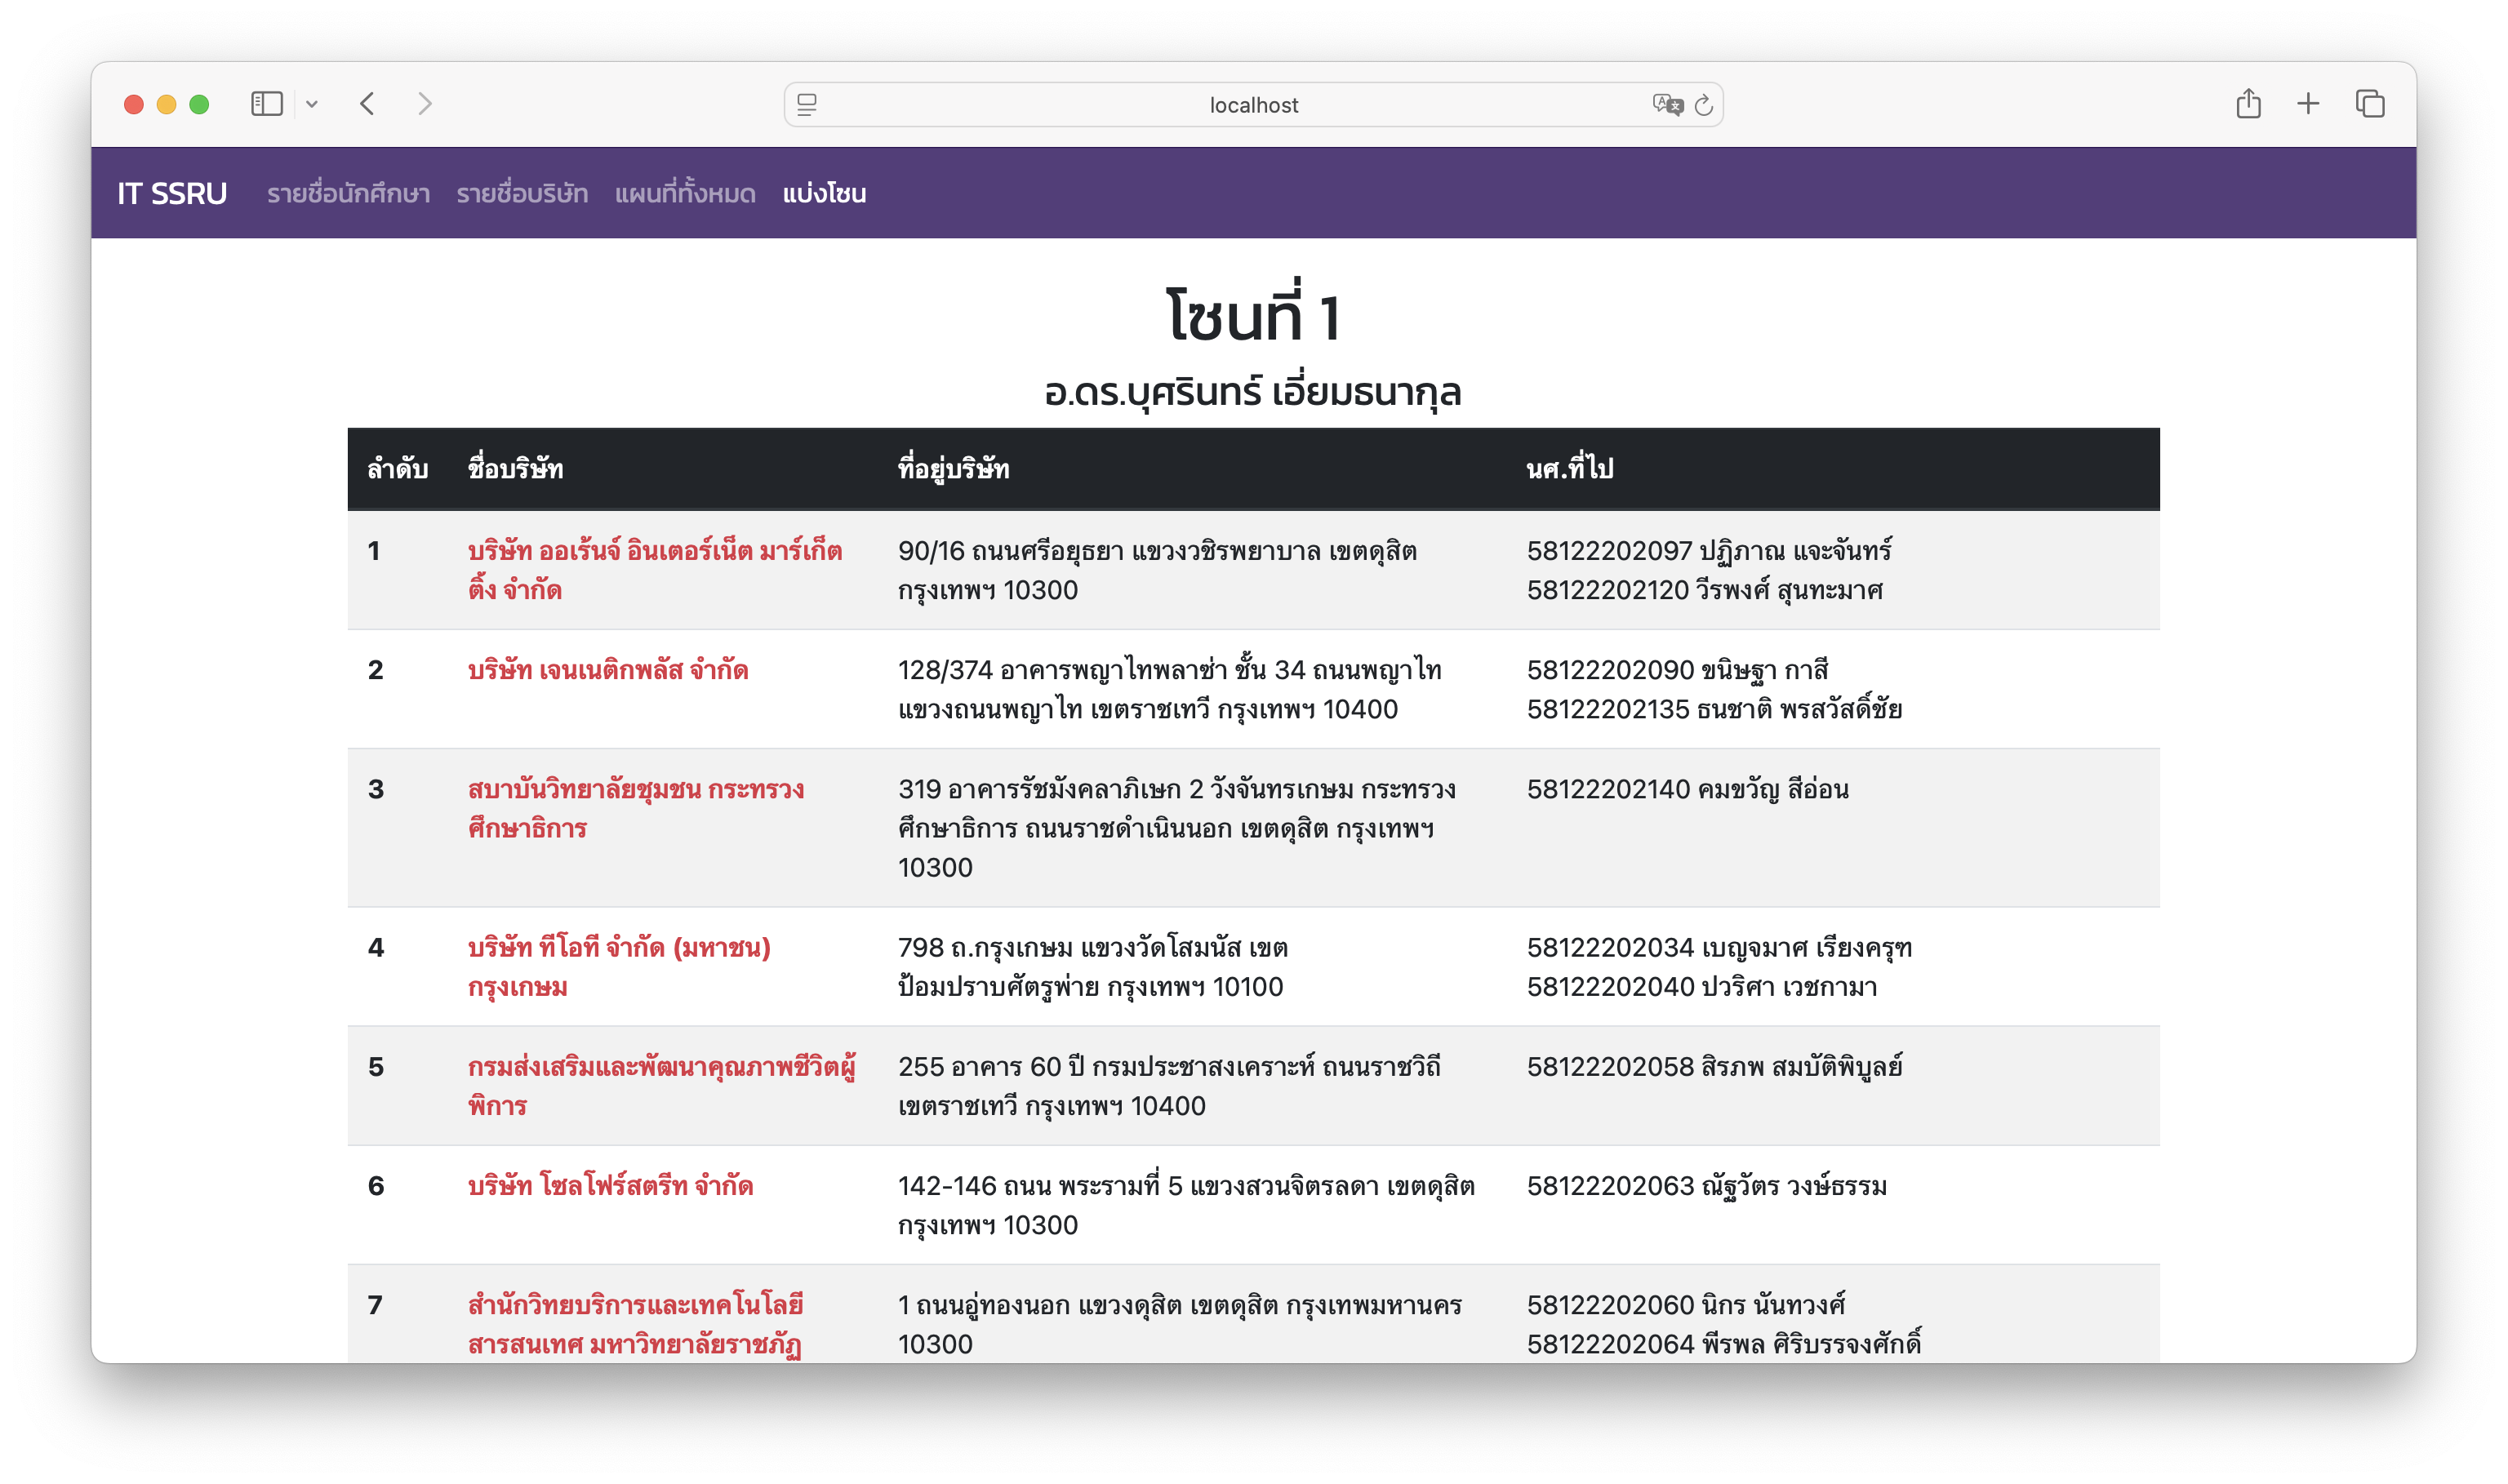 localhost
IT SSRU รายชื่อนักศึกษา รายชื่อบริษัท แผนที่ทั้งหมด แบ่งโซน
โซนที่ 1
อ.ดร.บุศรินทร์ เอี่ยมธนากุล
ลำดับ ชื่อบริษัท ที่อยู่บริษัท นศ.ที่ไป
1 บริษัท ออเร้นจ์ อินเตอร์เน็ต มาร์เก็ต 90/16 ถนนศรีอยุธยา แขวงวชิรพยาบาล เขตดุสิต 58122202097 ปฏิภาณ แจะจันทร์
ติ้ง จำกัด กรุงเทพฯ 10300 58122202120 วีรพงศ์ สุนทะมาศ
2 บริษัท เจนเนติกพลัส จำกัด 128/374 อาคารพญาไทพลาซ่า ชั้น 34 ถนนพญาไท 58122202090 ขนิษฐา กาสี
แขวงถนนพญาไท เขตราชเทวี กรุงเทพฯ 10400 58122202135 ธนชาติ พรสวัสดิ์ชัย
3 สบาบันวิทยาลัยชุมชน กระทรวง 319 อาคารรัชมังคลาภิเษก 2 วังจันทรเกษม กระทรวง 58122202140 คมขวัญ สีอ่อน
ศึกษาธิการ ศึกษาธิการ ถนนราชดำเนินนอก เขตดุสิต กรุงเทพฯ
10300
4 บริษัท ทีโอที จำกัด (มหาชน) 798 ถ.กรุงเกษม แขวงวัดโสมนัส เขต 58122202034 เบญจมาศ เรียงครุฑ
กรุงเกษม ป้อมปราบศัตรูพ่าย กรุงเทพฯ 10100 58122202040 ปวริศา เวชกามา
5 กรมส่งเสริมและพัฒนาคุณภาพชีวิตผู้ 255 อาคาร 60 ปี กรมประชาสงเคราะห์ ถนนราชวิถี 58122202058 สิรภพ สมบัติพิบูลย์
พิการ เขตราชเทวี กรุงเทพฯ 10400
6 บริษัท โซลโฟร์สตรีท จำกัด 142-146 ถนน พระรามที่ 5 แขวงสวนจิตรลดา เขตดุสิต 58122202063 ณัฐวัตร วงษ์ธรรม
กรุงเทพฯ 10300
7 สำนักวิทยบริการและเทคโนโลยี 1 ถนนอู่ทองนอก แขวงดุสิต เขตดุสิต กรุงเทพมหานคร 58122202060 นิกร นันทวงศ์
สารสนเทศ มหาวิทยาลัยราชภัฏ 10300 58122202064 พีรพล ศิริบรรจงศักดิ์